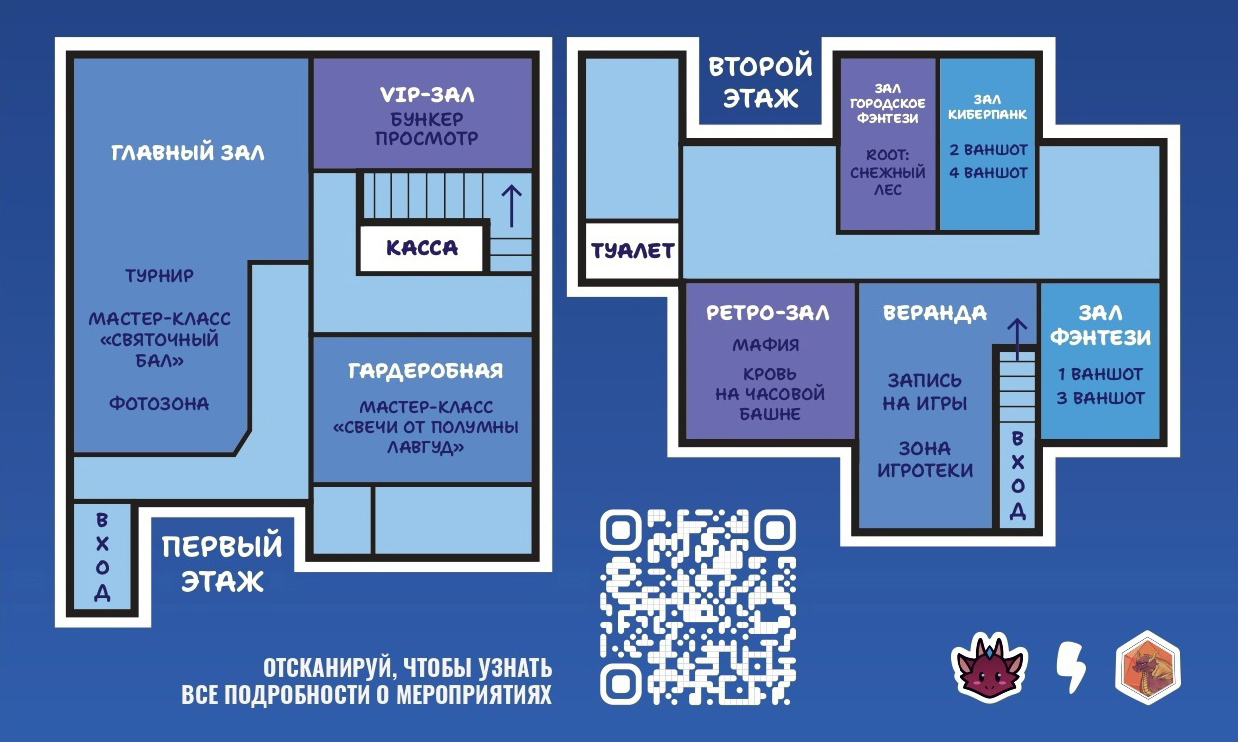 ГЛАВНЫЙ ЗАЛ
ТУРНИР
МАСТЕР-КЛАСС
«СВЯТОЧНЫЙ
БАЛ»
ФОТОЗОНА
VIP-ЗАЛ
БУНКЕР
ПРОСМОТР
КАССА
ГАРДЕРОБНАЯ
МАСТЕР-КЛАСС
«СВЕЧИ ОТ ПОЛУМНЫ
ЛАВГУД»
ВХОД
ПЕРВЫЙ
ЭТАЖ
ВТОРОЙ
ЭТАЖ
ТУАЛЕТ
ЗАЛ
ГОРОДСКОЕ
ФЭНТЕЗИ
ROOT:
СНЕЖНЫЙ
ЛЕС
ЗАЛ
КИБЕРПАНК
2 ВАНШОТ
4 ВАНШОТ
РЕТРО-ЗАЛ
МАФИЯ
КРОВЬ
НА ЧАСОВОЙ
БАШНЕ
ВЕРАНДА
ЗАПИСЬ
НА ИГРЫ
ЗОНА
ИГРОТЕКИ
ВХОД
ЗАЛ
ФЭНТЕЗИ
1 ВАНШОТ
3 ВАНШОТ
ОТСКАНИРУЙ, ЧТОБЫ УЗНАТЬ
ВСЕ ПОДРОБНОСТИ О МЕРОПРИЯТИЯХ